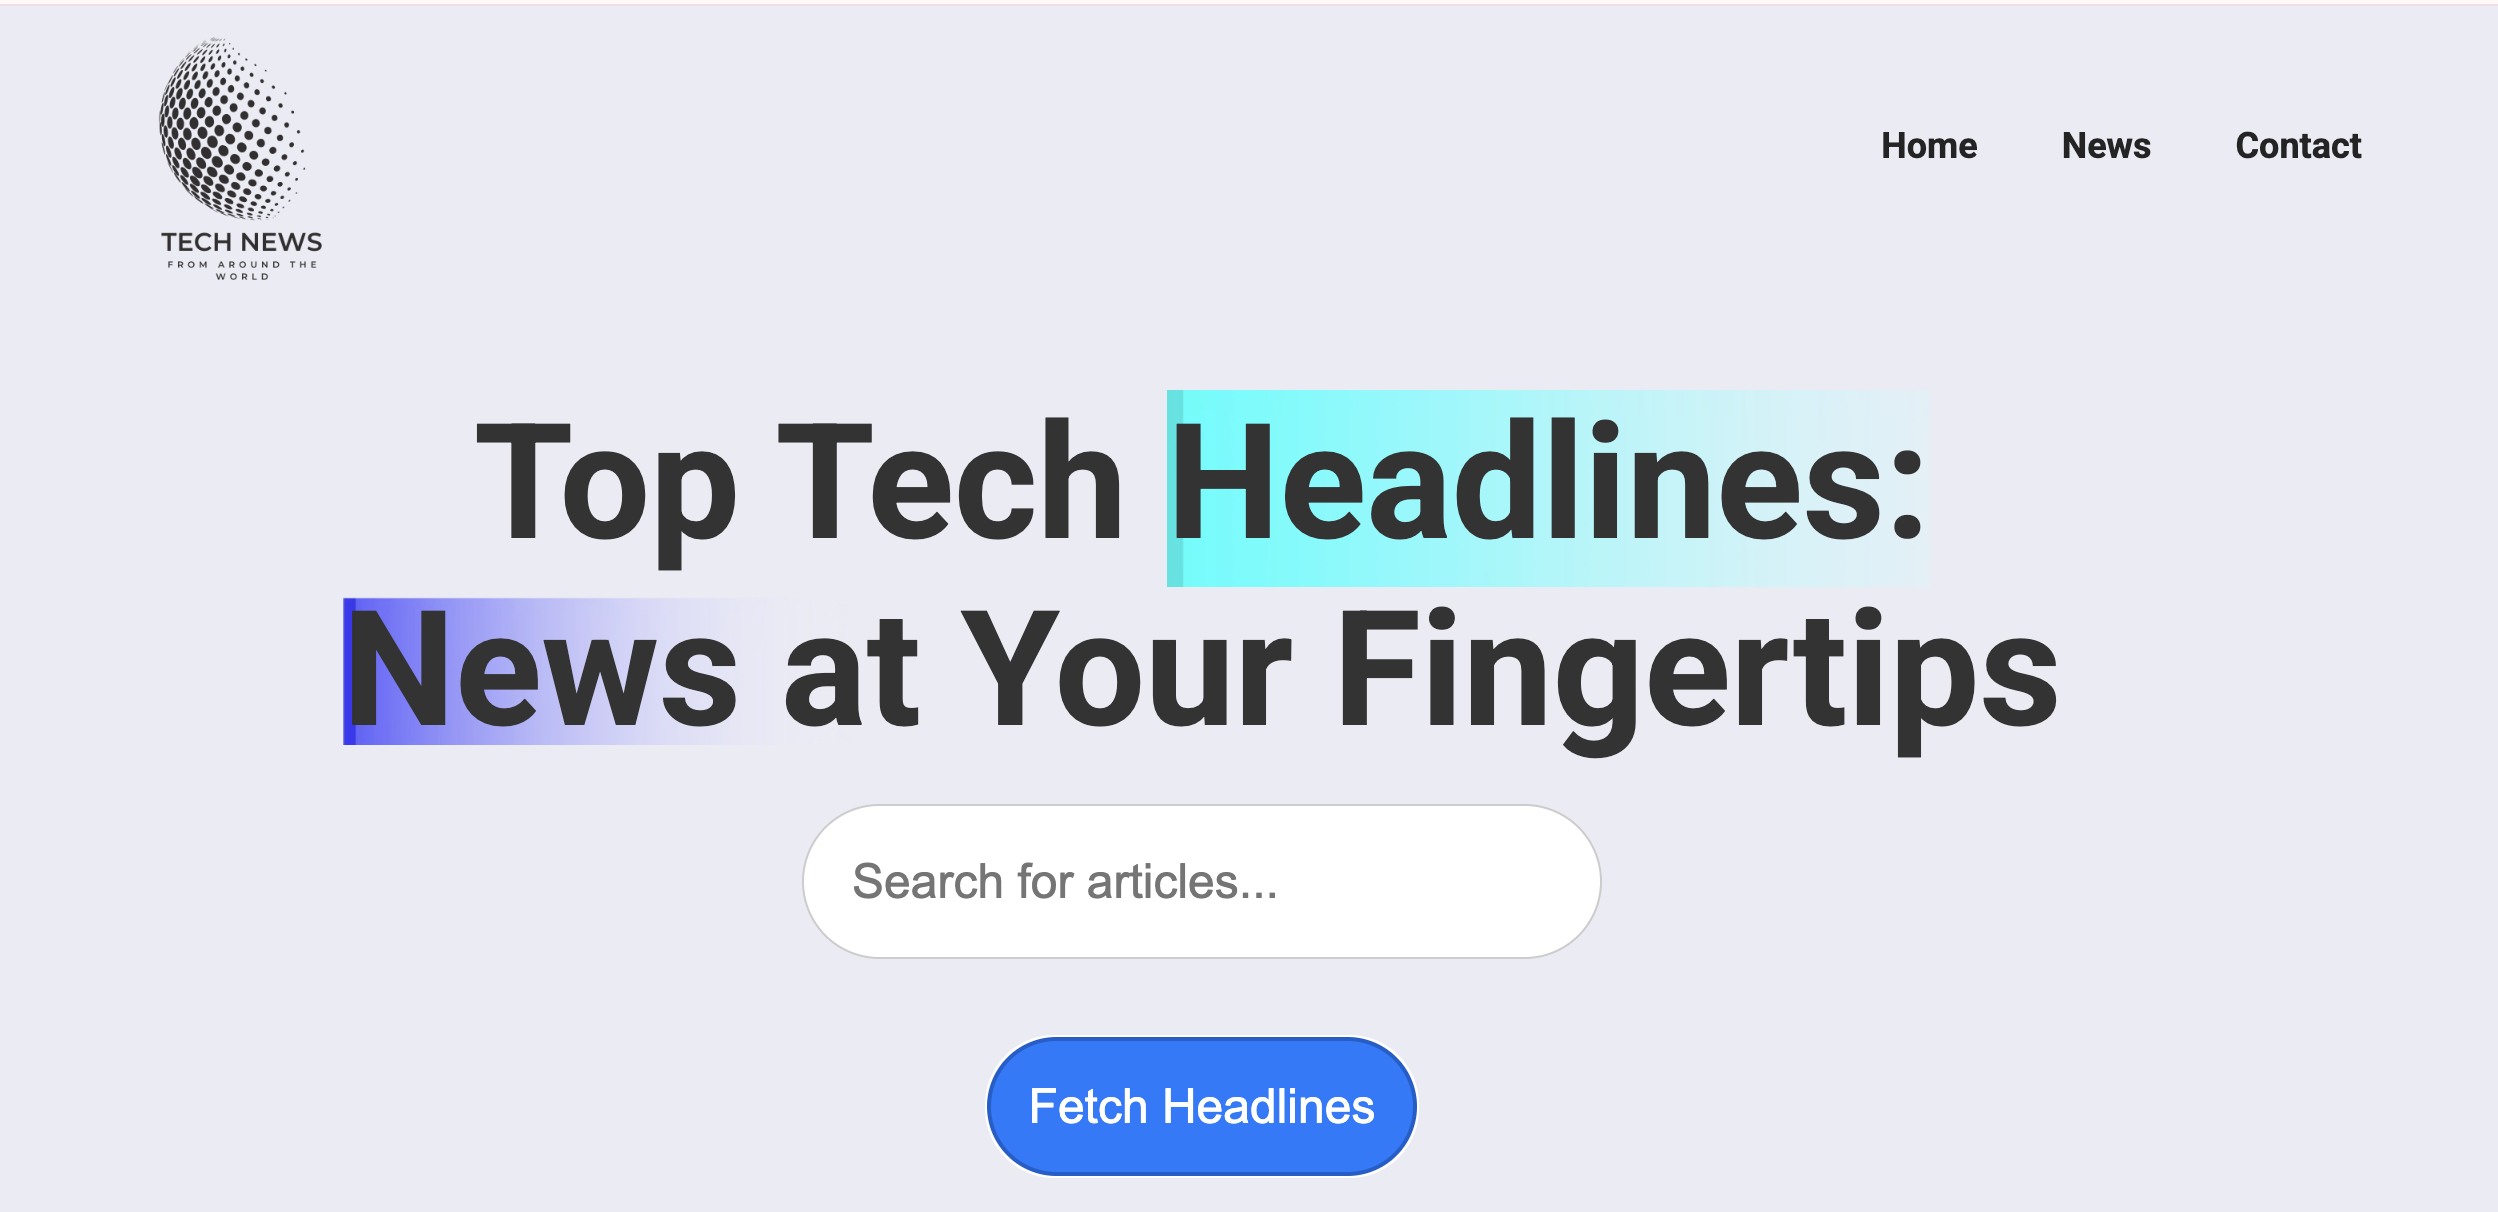 TECH NEWS
FROM AROUND THE
WORLD
Home News Contact
Top Tech Headlines:
News at Your Fingertips
Search for articles...
Fetch Headlines